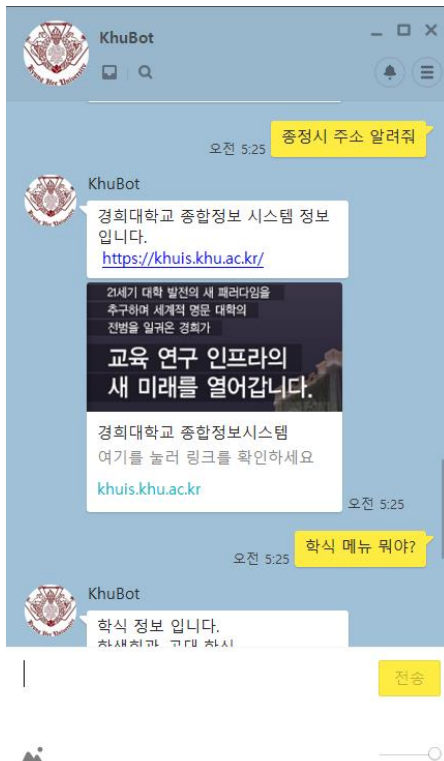 KhuBot
종정시 주소 알려줘
오전 5:25
KhuBot
경희대학교 종합정보 시스템 정보
입니다.
https://khuis.khu.ac.kr/
21세기 대학 발전의 새 패러다임을
추구하며 세계적 명문 대학의
전범을 일궈온 경희가
교육 연구 인프라의
새 미래를 열어갑니다.
경희대학교 종합정보시스템
여기를 눌러 링크를 확인하세요
khuis.khu.ac.kr
오전 5:25
학식 메뉴 뭐야?
오전 5:25
KhuBot
학식 정보 입니다.
전송